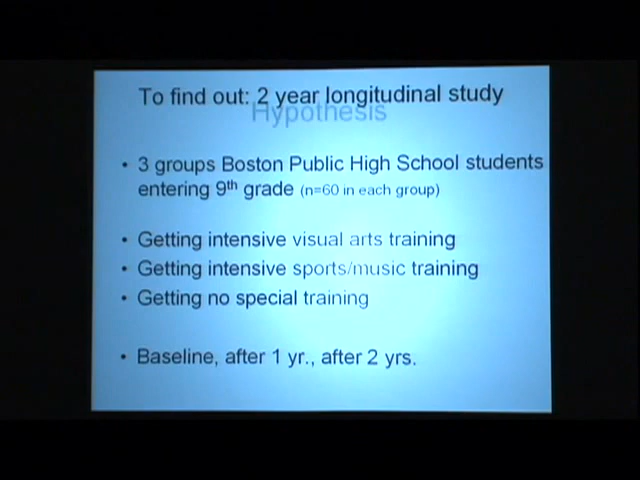 To find out: 2 year longitudinal study
Hypothesis
• 3 groups Boston Public High School students
entering 9th grade (n=60 in each group)
• Getting intensive visual arts training
• Getting intensive sports/music training
• Getting no special training
• Baseline, after 1 yr., after 2 yrs.